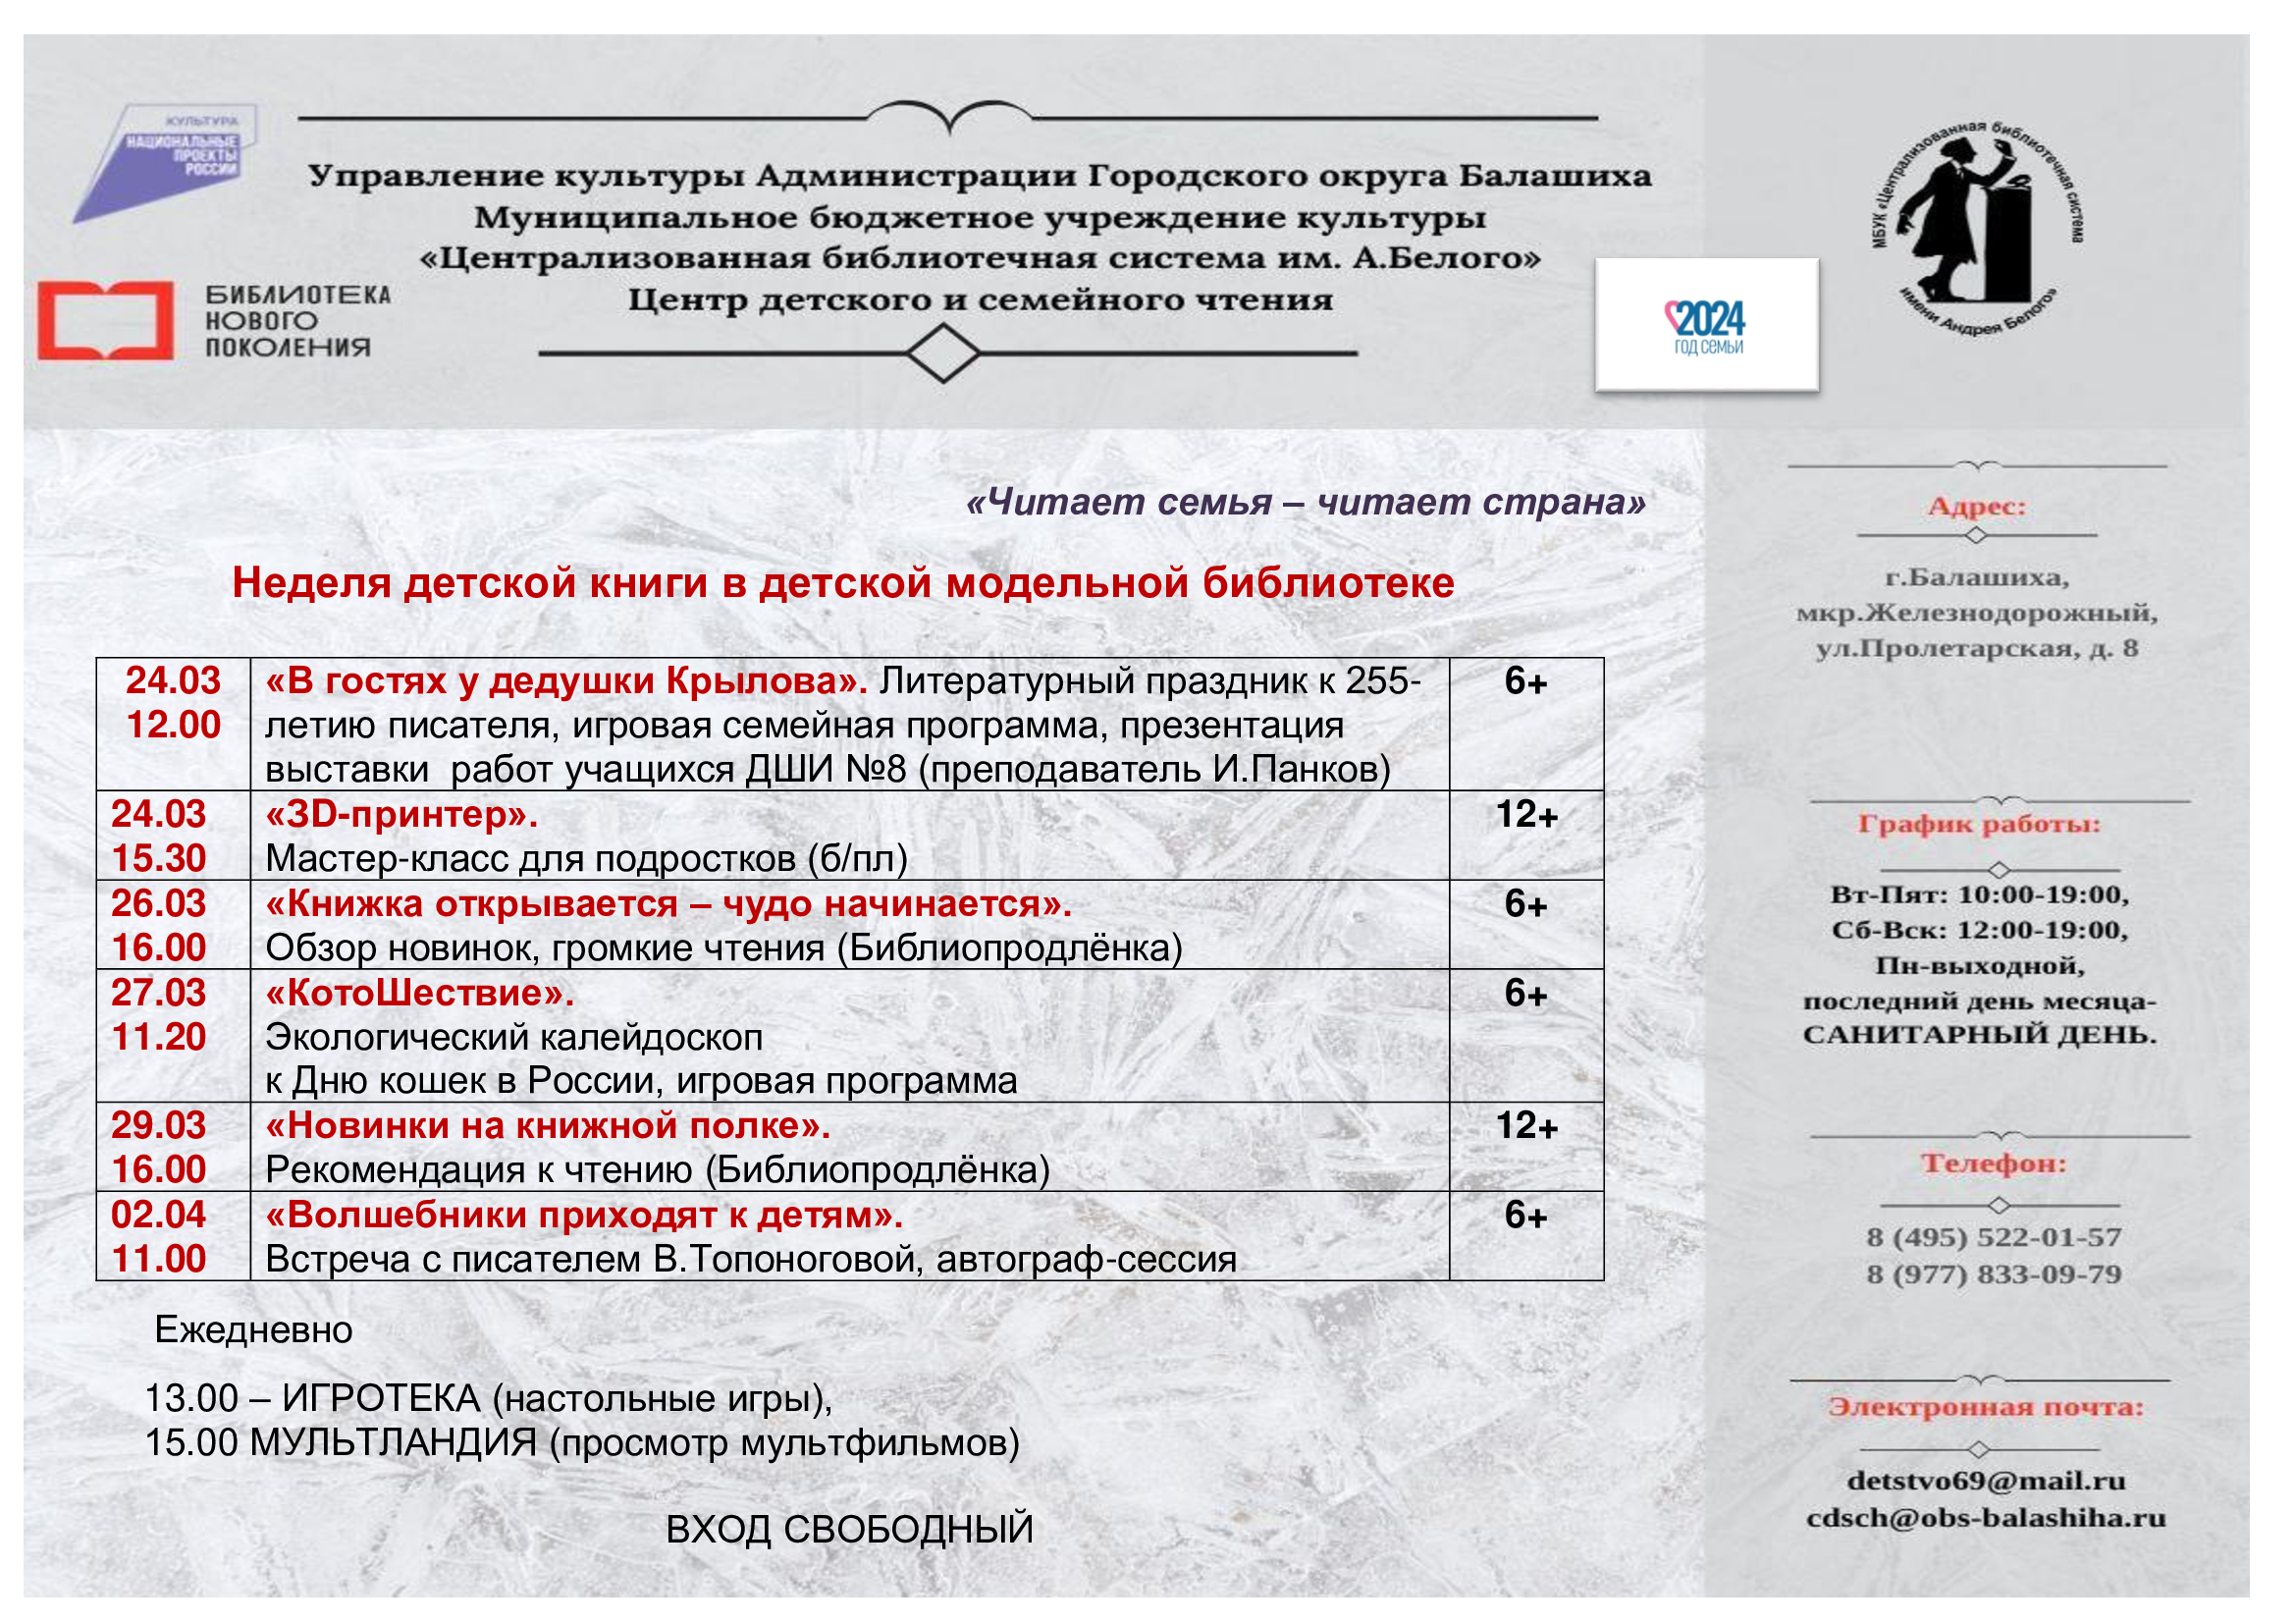 КУЛЬТУРА
НАЦИОНАЛЬНЫЕ
ПРОЕКТЫ
РОССИИ
БИБЛИОТЕКА
НОВОГО
ПОКОЛЕНИЯ
Управление культуры Администрации Городского округа Балашиха
Муниципальное бюджетное учреждение культуры
«Централизованная библиотечная система им. А.Белого»
Центр детского и семейного чтения
2024
ГОД СЕМЬИ
МБУК «Централизованная библиотечная система
имени Андрея Белого»
«Читает семья – читает страна»
Неделя детской книги в детской модельной библиотеке
24.03 «В гостях у дедушки Крылова». Литературный праздник к 255- 6+
12.00 летию писателя, игровая семейная программа, презентация
выставки работ учащихся ДШИ №8 (преподаватель И.Панков)
24.03 «3D-принтер». 12+
15.30 Мастер-класс для подростков (б/пл)
26.03 «Книжка открывается – чудо начинается». 6+
16.00 Обзор новинок, громкие чтения (Библиопродлёнка)
27.03 «КотоШествие». 6+
11.20 Экологический калейдоскоп
к Дню кошек в России, игровая программа
29.03 «Новинки на книжной полке». 12+
16.00 Рекомендация к чтению (Библиопродлёнка)
02.04 «Волшебники приходят к детям». 6+
11.00 Встреча с писателем В.Топоноговой, автограф-сессия
Ежедневно
13.00 – ИГРОТЕКА (настольные игры),
15.00 МУЛЬТЛАНДИЯ (просмотр мультфильмов)
ВХОД СВОБОДНЫЙ
Адрес:
г.Балашиха,
мкр.Железнодорожный,
ул.Пролетарская, д. 8
График работы:
Вт-Пят: 10:00-19:00,
Сб-Вск: 12:00-19:00,
Пн-выходной,
последний день месяца-
САНИТАРНЫЙ ДЕНЬ.
Телефон:
8 (495) 522-01-57
8 (977) 833-09-79
Электронная почта:
detstvo69@mail.ru
cdsch@obs-balashiha.ru